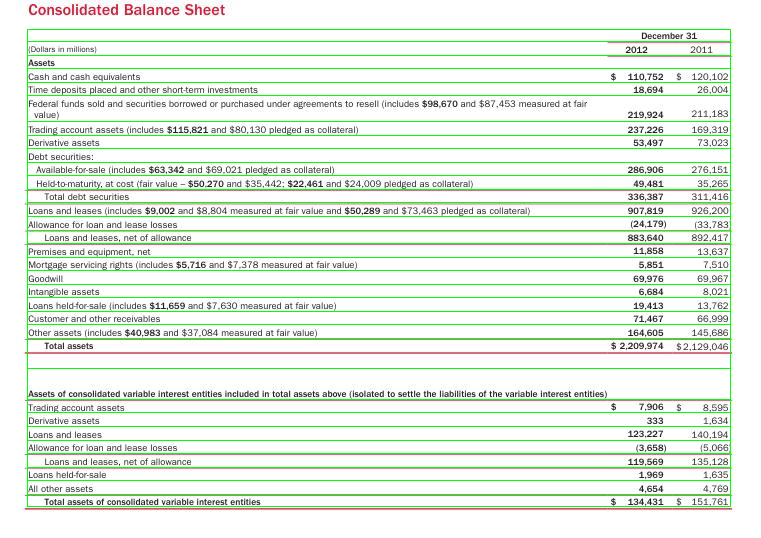 Consolidated Balance Sheet
December 31
(Dollars in millions) 2012 2011
Assets
Cash and cash equivalents $ 110,752 $ 120,102
Time deposits placed and other short-term investments 18,694 26,004
Federal funds sold and securities borrowed or purchased under agreements to resell (includes $98,670 and $87,453 measured at fair
value) 219,924 211,183
Trading account assets (includes $115,821 and $80,130 pledged as collateral) 237,226 169,319
Derivative assets 53,497 73,023
Debt securities:
Available-for-sale (includes $63,342 and $69,021 pledged as collateral) 286,906 276,151
Held-to-maturity, at cost (fair value – $50,270 and $35,442; $22,461 and $24,009 pledged as collateral) 49,481 35,265
Total debt securities 336,387 311,416
Loans and leases (includes $9,002 and $8,804 measured at fair value and $50,289 and $73,463 pledged as collateral) 907,819 926,200
Allowance for loan and lease losses (24,179) (33,783)
Loans and leases, net of allowance 883,640 892,417
Premises and equipment, net 11,858 13,637
Mortgage servicing rights (includes $5,716 and $7,378 measured at fair value) 5,851 7,510
Goodwill 69,976 69,967
Intangible assets 6,684 8,021
Loans held-for-sale (includes $11,659 and $7,630 measured at fair value) 19,413 13,762
Customer and other receivables 71,467 66,999
Other assets (includes $40,983 and $37,084 measured at fair value) 164,605 145,686
Total assets $ 2,209,974 $ 2,129,046
Assets of consolidated variable interest entities included in total assets above (isolated to settle the liabilities of the variable interest entities)
Trading account assets $ 7,906 $ 8,595
Derivative assets 333 1,634
Loans and leases 123,227 140,194
Allowance for loan and lease losses (3,658) (5,066)
Loans and leases, net of allowance 119,569 135,128
Loans held-for-sale 1,969 1,635
All other assets 4,654 4,769
Total assets of consolidated variable interest entities $ 134,431 $ 151,761